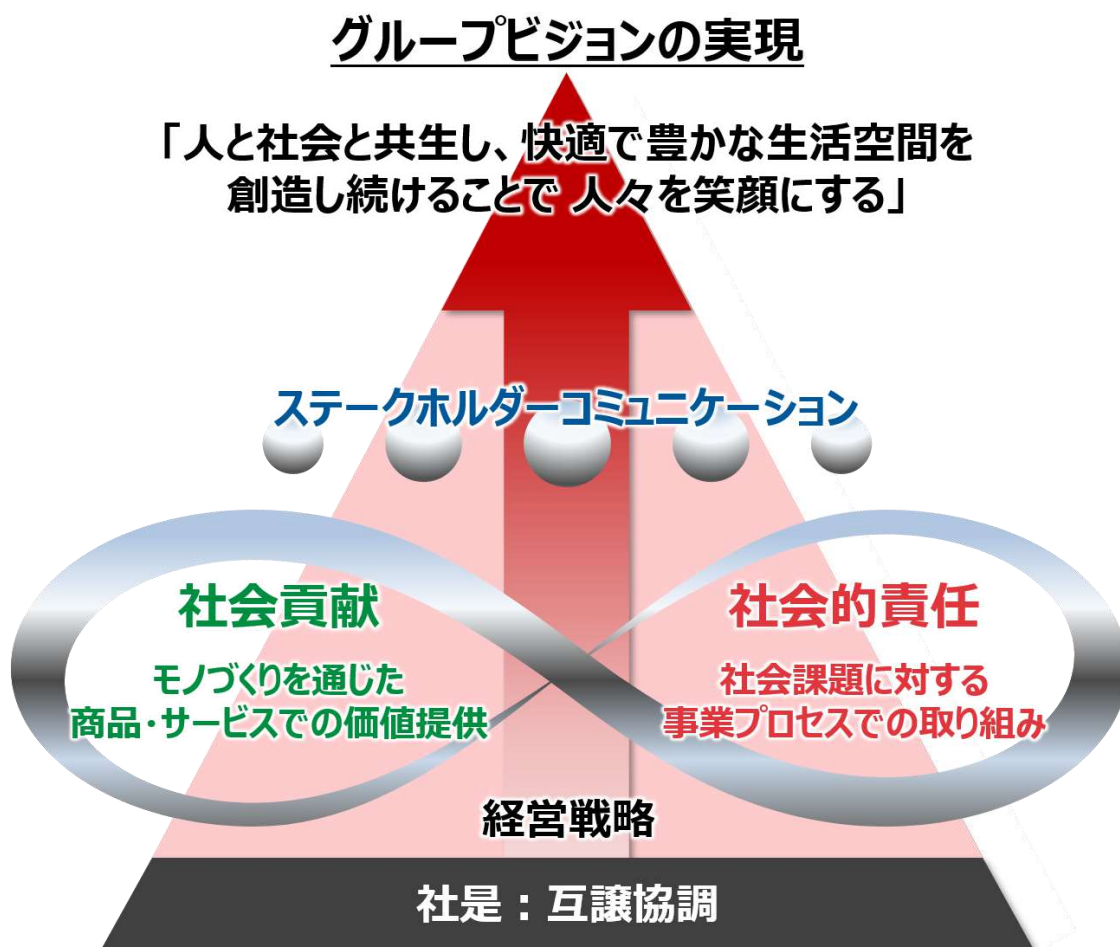 グループビジョンの実現
「人と社会と共生し、快適で豊かな生活空間を
創造し続けることで 人々を笑顔にする」
ステークホルダーコミュニケーション
社会貢献
モノづくりを通じた
商品・サービスでの価値提供
社会的責任
社会課題に対する
事業プロセスでの取り組み
経営戦略
社是：互譲協調